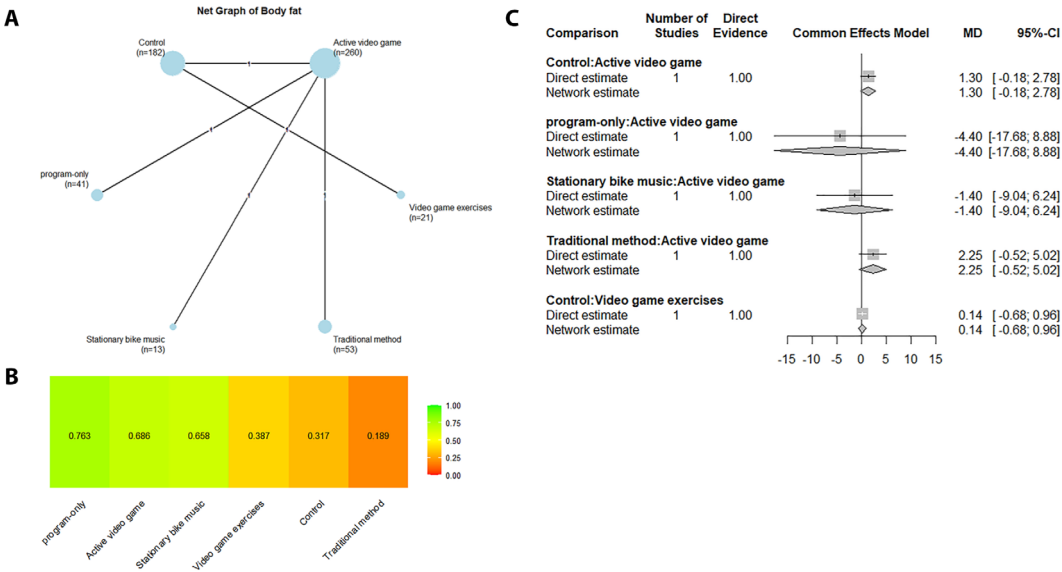 A
Net Graph of Body fat
Control
(n=182)
Active video game
(n=260)
1
1
1
1
1
program-only
(n=41)
Video game exercises
(n=21)
Stationary bike music
(n=13)
Traditional method
(n=53)
B
0.763 0.686 0.658 0.387 0.317 0.189
1.00
0.75
0.50
0.25
0.00
program-only
Active video game
Stationary bike music
Video game exercises
Control
Traditional method
C
Number of Direct
Comparison Studies Evidence Common Effects Model MD 95%-CI
Control:Active video game
Direct estimate 1 1.00 1.30 [-0.18; 2.78]
Network estimate 1.30 [-0.18; 2.78]
program-only:Active video game
Direct estimate 1 1.00 -4.40 [-17.68; 8.88]
Network estimate -4.40 [-17.68; 8.88]
Stationary bike music:Active video game
Direct estimate 1 1.00 -1.40 [-9.04; 6.24]
Network estimate -1.40 [-9.04; 6.24]
Traditional method:Active video game
Direct estimate 1 1.00 2.25 [-0.52; 5.02]
Network estimate 2.25 [-0.52; 5.02]
Control:Video game exercises
Direct estimate 1 1.00 0.14 [-0.68; 0.96]
Network estimate 0.14 [-0.68; 0.96]
-15 -10 -5 0 5 10 15